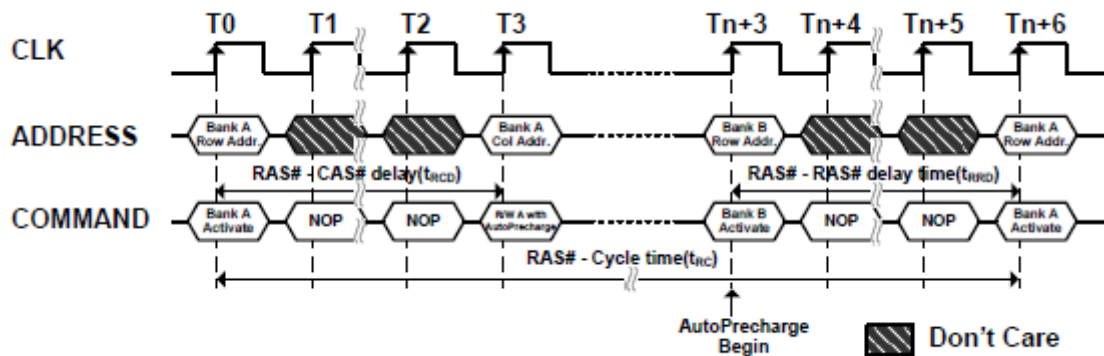 T0 T1 T2 T3 Tn+3 Tn+4 Tn+5 Tn+6
CLK
ADDRESS
Bank A Row Addr.
Bank A Col Addr.
Bank B Row Addr.
Bank A Row Addr.
RAS# - CAS# delay(tRCD) RAS# - RAS# delay time(tRRD)
COMMAND
Bank A Activate
NOP
NOP
R/W A with AutoPrecharge
Bank B Activate
NOP
NOP
Bank A Activate
RAS# - Cycle time(tRC)
AutoPrecharge
Begin
Don't Care